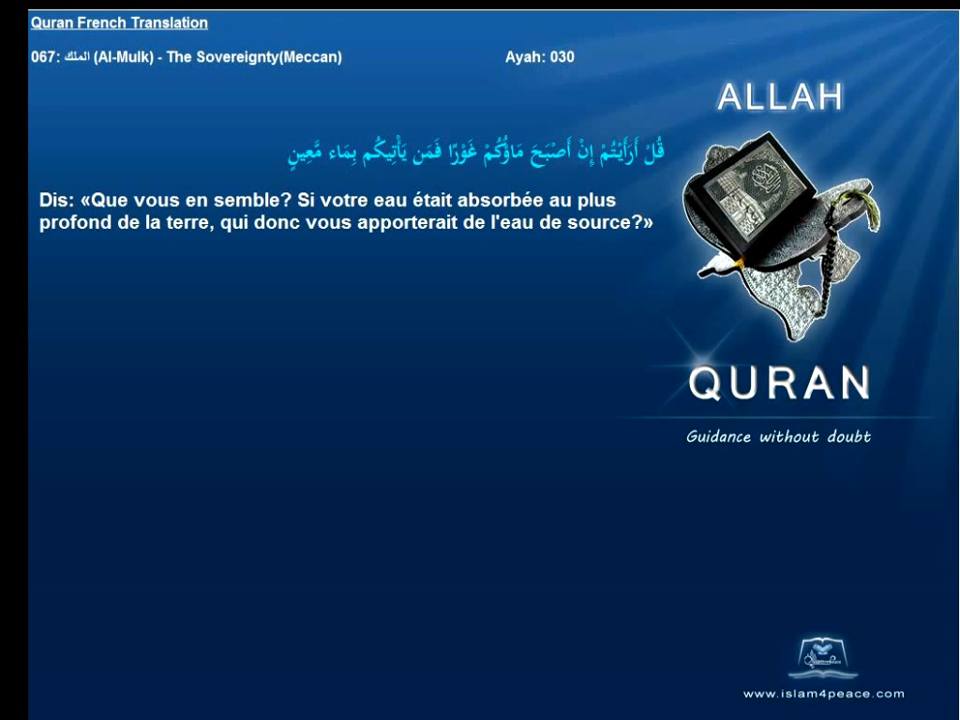 Quran French Translation
067: الملك (Al-Mulk) - The Sovereignty(Meccan) Ayah: 030
ALLAH
قُلْ أَرَأَيْتُمْ إِنْ أَصْبَحَ مَاؤُكُمْ غَوْرًا فَمَن يَأْتِيكُم بِمَاء مَّعِينٍ
Dis: «Que vous en semble? Si votre eau était absorbée au plus
profond de la terre, qui donc vous apporterait de l'eau de source?»
QURAN
Guidance without doubt
www.islam4peace.com